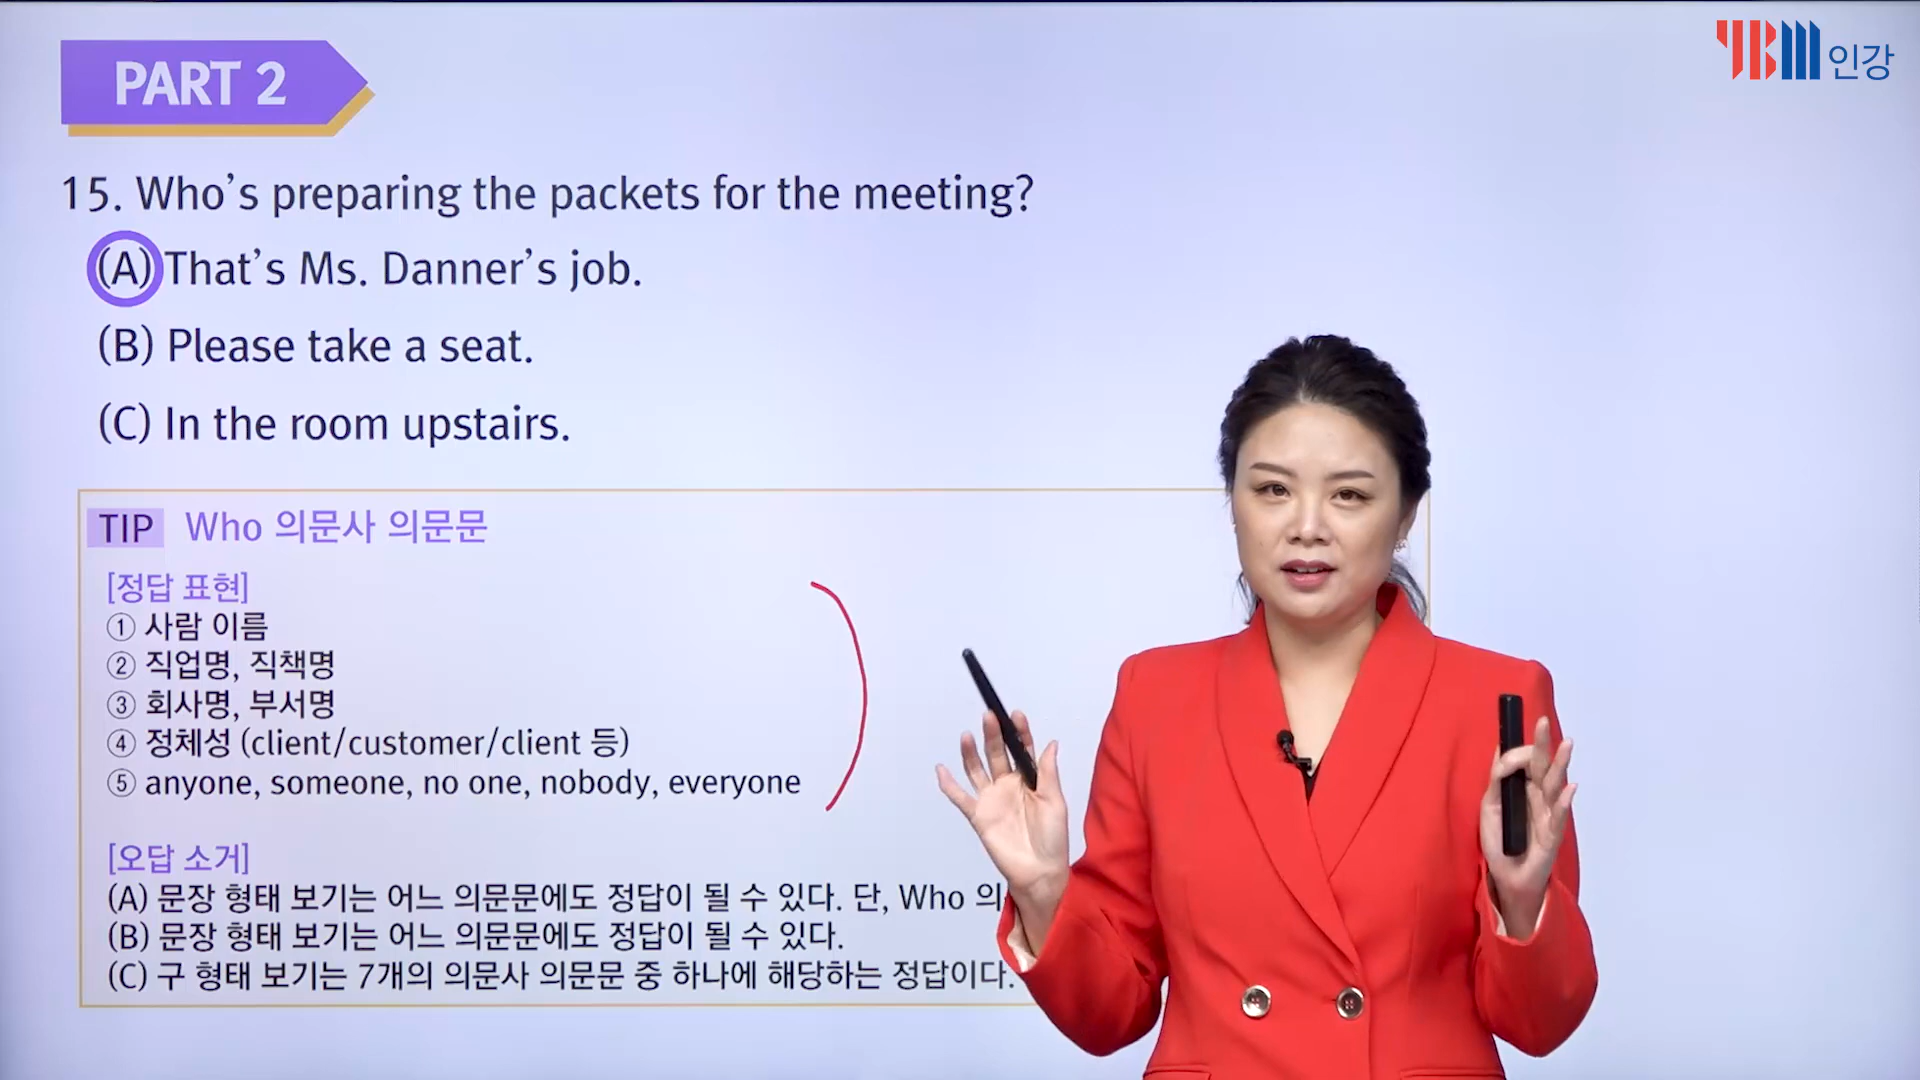 PART 2
YBM 인강
15. Who's preparing the packets for the meeting?
(A) That's Ms. Danner's job.
(B) Please take a seat.
(C) In the room upstairs.
TIP Who 의문사 의문문
[정답 표현]
① 사람 이름
② 직업명, 직책명
③ 회사명, 부서명
④ 정체성 (client/customer/client 등)
⑤ anyone, someone, no one, nobody, everyone
[오답 소거]
(A) 문장 형태 보기는 어느 의문문에도 정답이 될 수 있다. 단, Who
(B) 문장 형태 보기는 어느 의문문에도 정답이 될 수 있다.
(C) 구 형태 보기는 7개의 의문사 의문문 중 하나에 해당하는 정답이다.